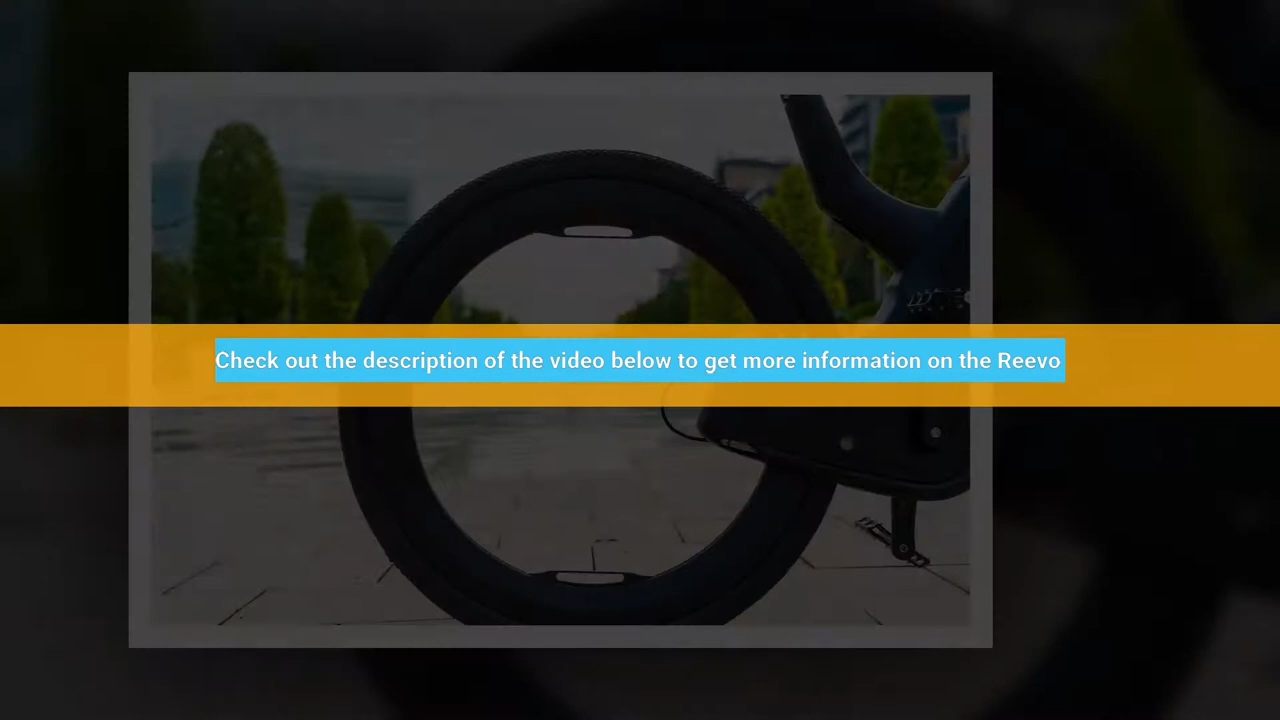 Check out the description of the video below to get more information on the Reevo